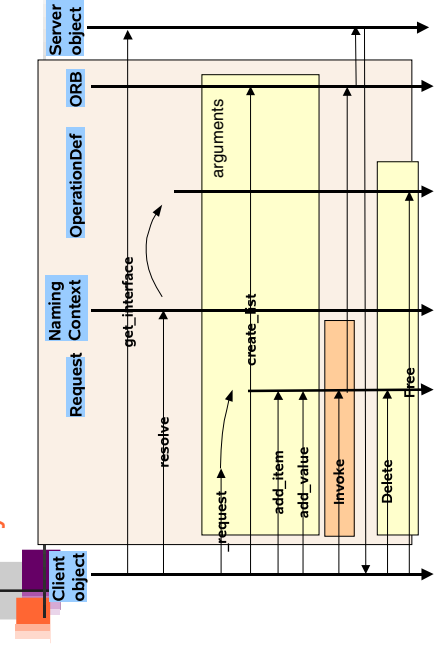 Client
object
Request
Naming
Context
OperationDef
ORB
Server
object
get_interface
resolve
_request
arguments
create_list
add_item
add_value
Invoke
Delete
Free